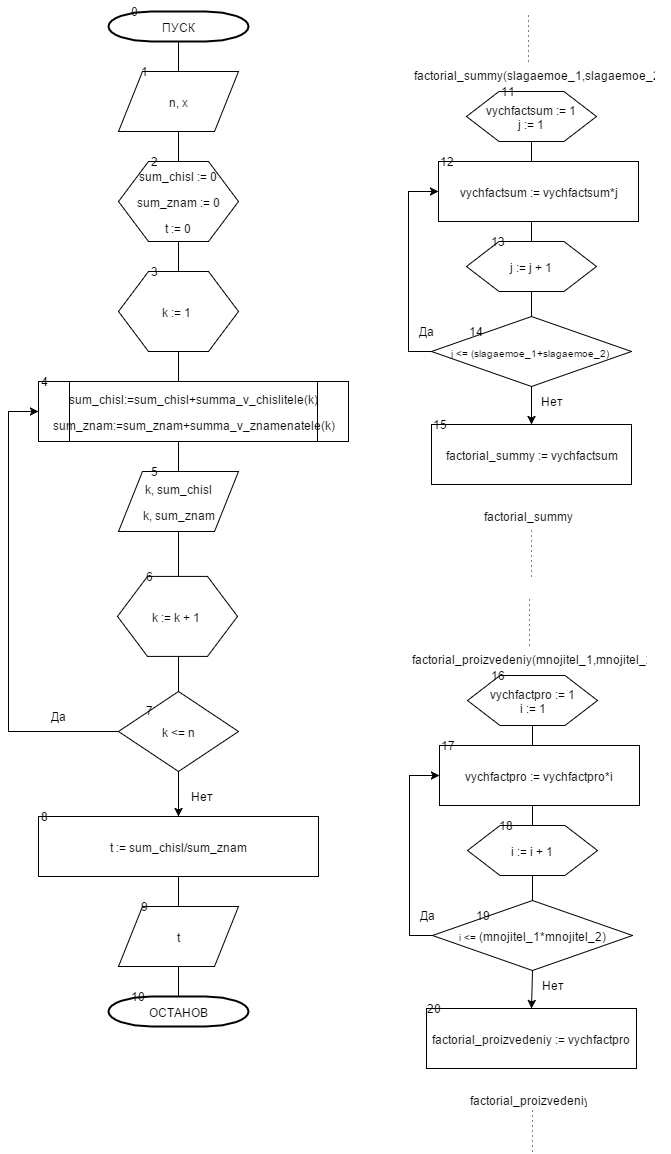 0
ПУСК
1
n, x
2
sum_chisl := 0
sum_znam := 0
t := 0
3
k := 1
4
sum_chisl:=sum_chisl+summa_v_chislitele(k)
sum_znam:=sum_znam+summa_v_znamenatele(k)
5
k, sum_chisl
k, sum_znam
6
k := k + 1
7
k <= n
Да
Нет
8
t := sum_chisl/sum_znam
9
t
10
ОСТАНОВ
factorial_summy(slagaemoe_1,slagaemoe_2
11
vychfactsum := 1
j := 1
12
vychfactsum := vychfactsum*j
13
j := j + 1
14
j <= (slagaemoe_1+slagaemoe_2)
Да
Нет
15
factorial_summy := vychfactsum
factorial_summy
factorial_proizvedeniy(mnojitel_1,mnojitel_
16
vychfactpro := 1
i := 1
17
vychfactpro := vychfactpro*i
18
i := i + 1
19
i <= (mnojitel_1*mnojitel_2)
Да
Нет
20
factorial_proizvedeniy := vychfactpro
factorial_proizvedeniy